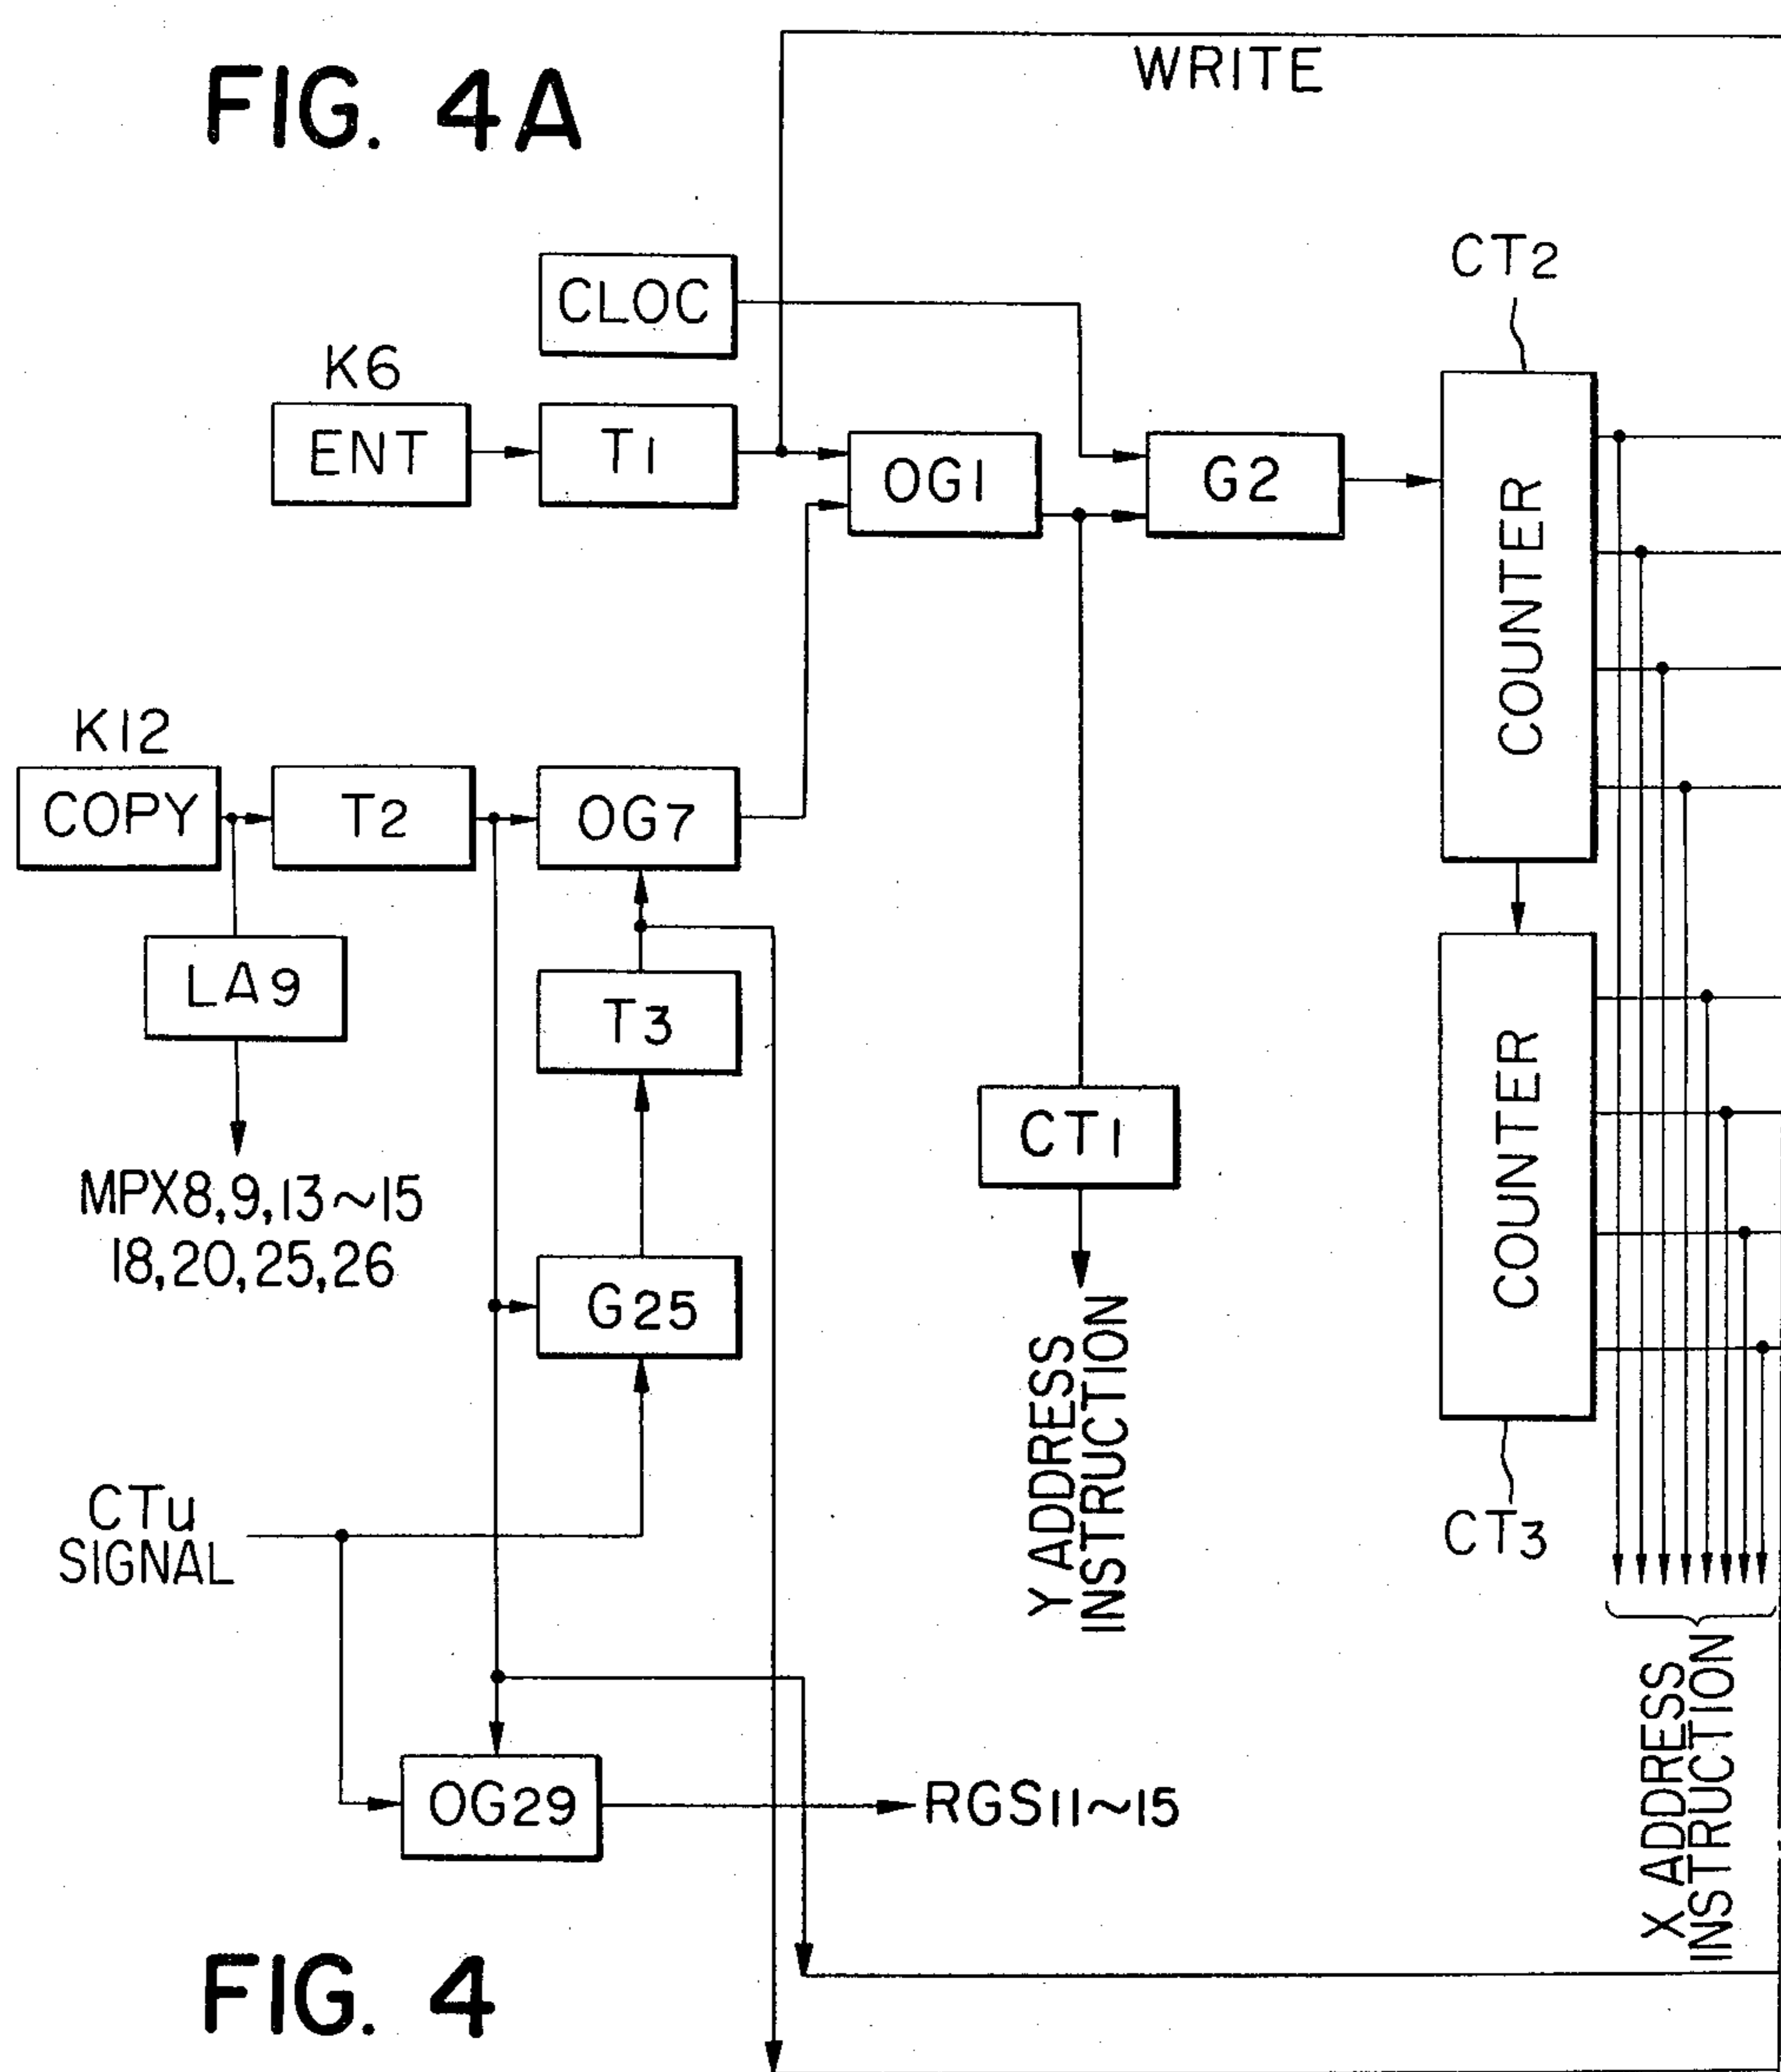 FIG. 4A
WRITE
CLOC
CT2
K6
ENT
T1
OG1
G2
COUNTER
K12
COPY
T2
OG7
LA9
T3
COUNTER
CT1
MPX8,9,13~15
18,20,25,26
G25
Y ADDRESS
INSTRUCTION
CTu
SIGNAL
CT3
X ADDRESS
INSTRUCTION
OG29
RGS11~15
FIG. 4